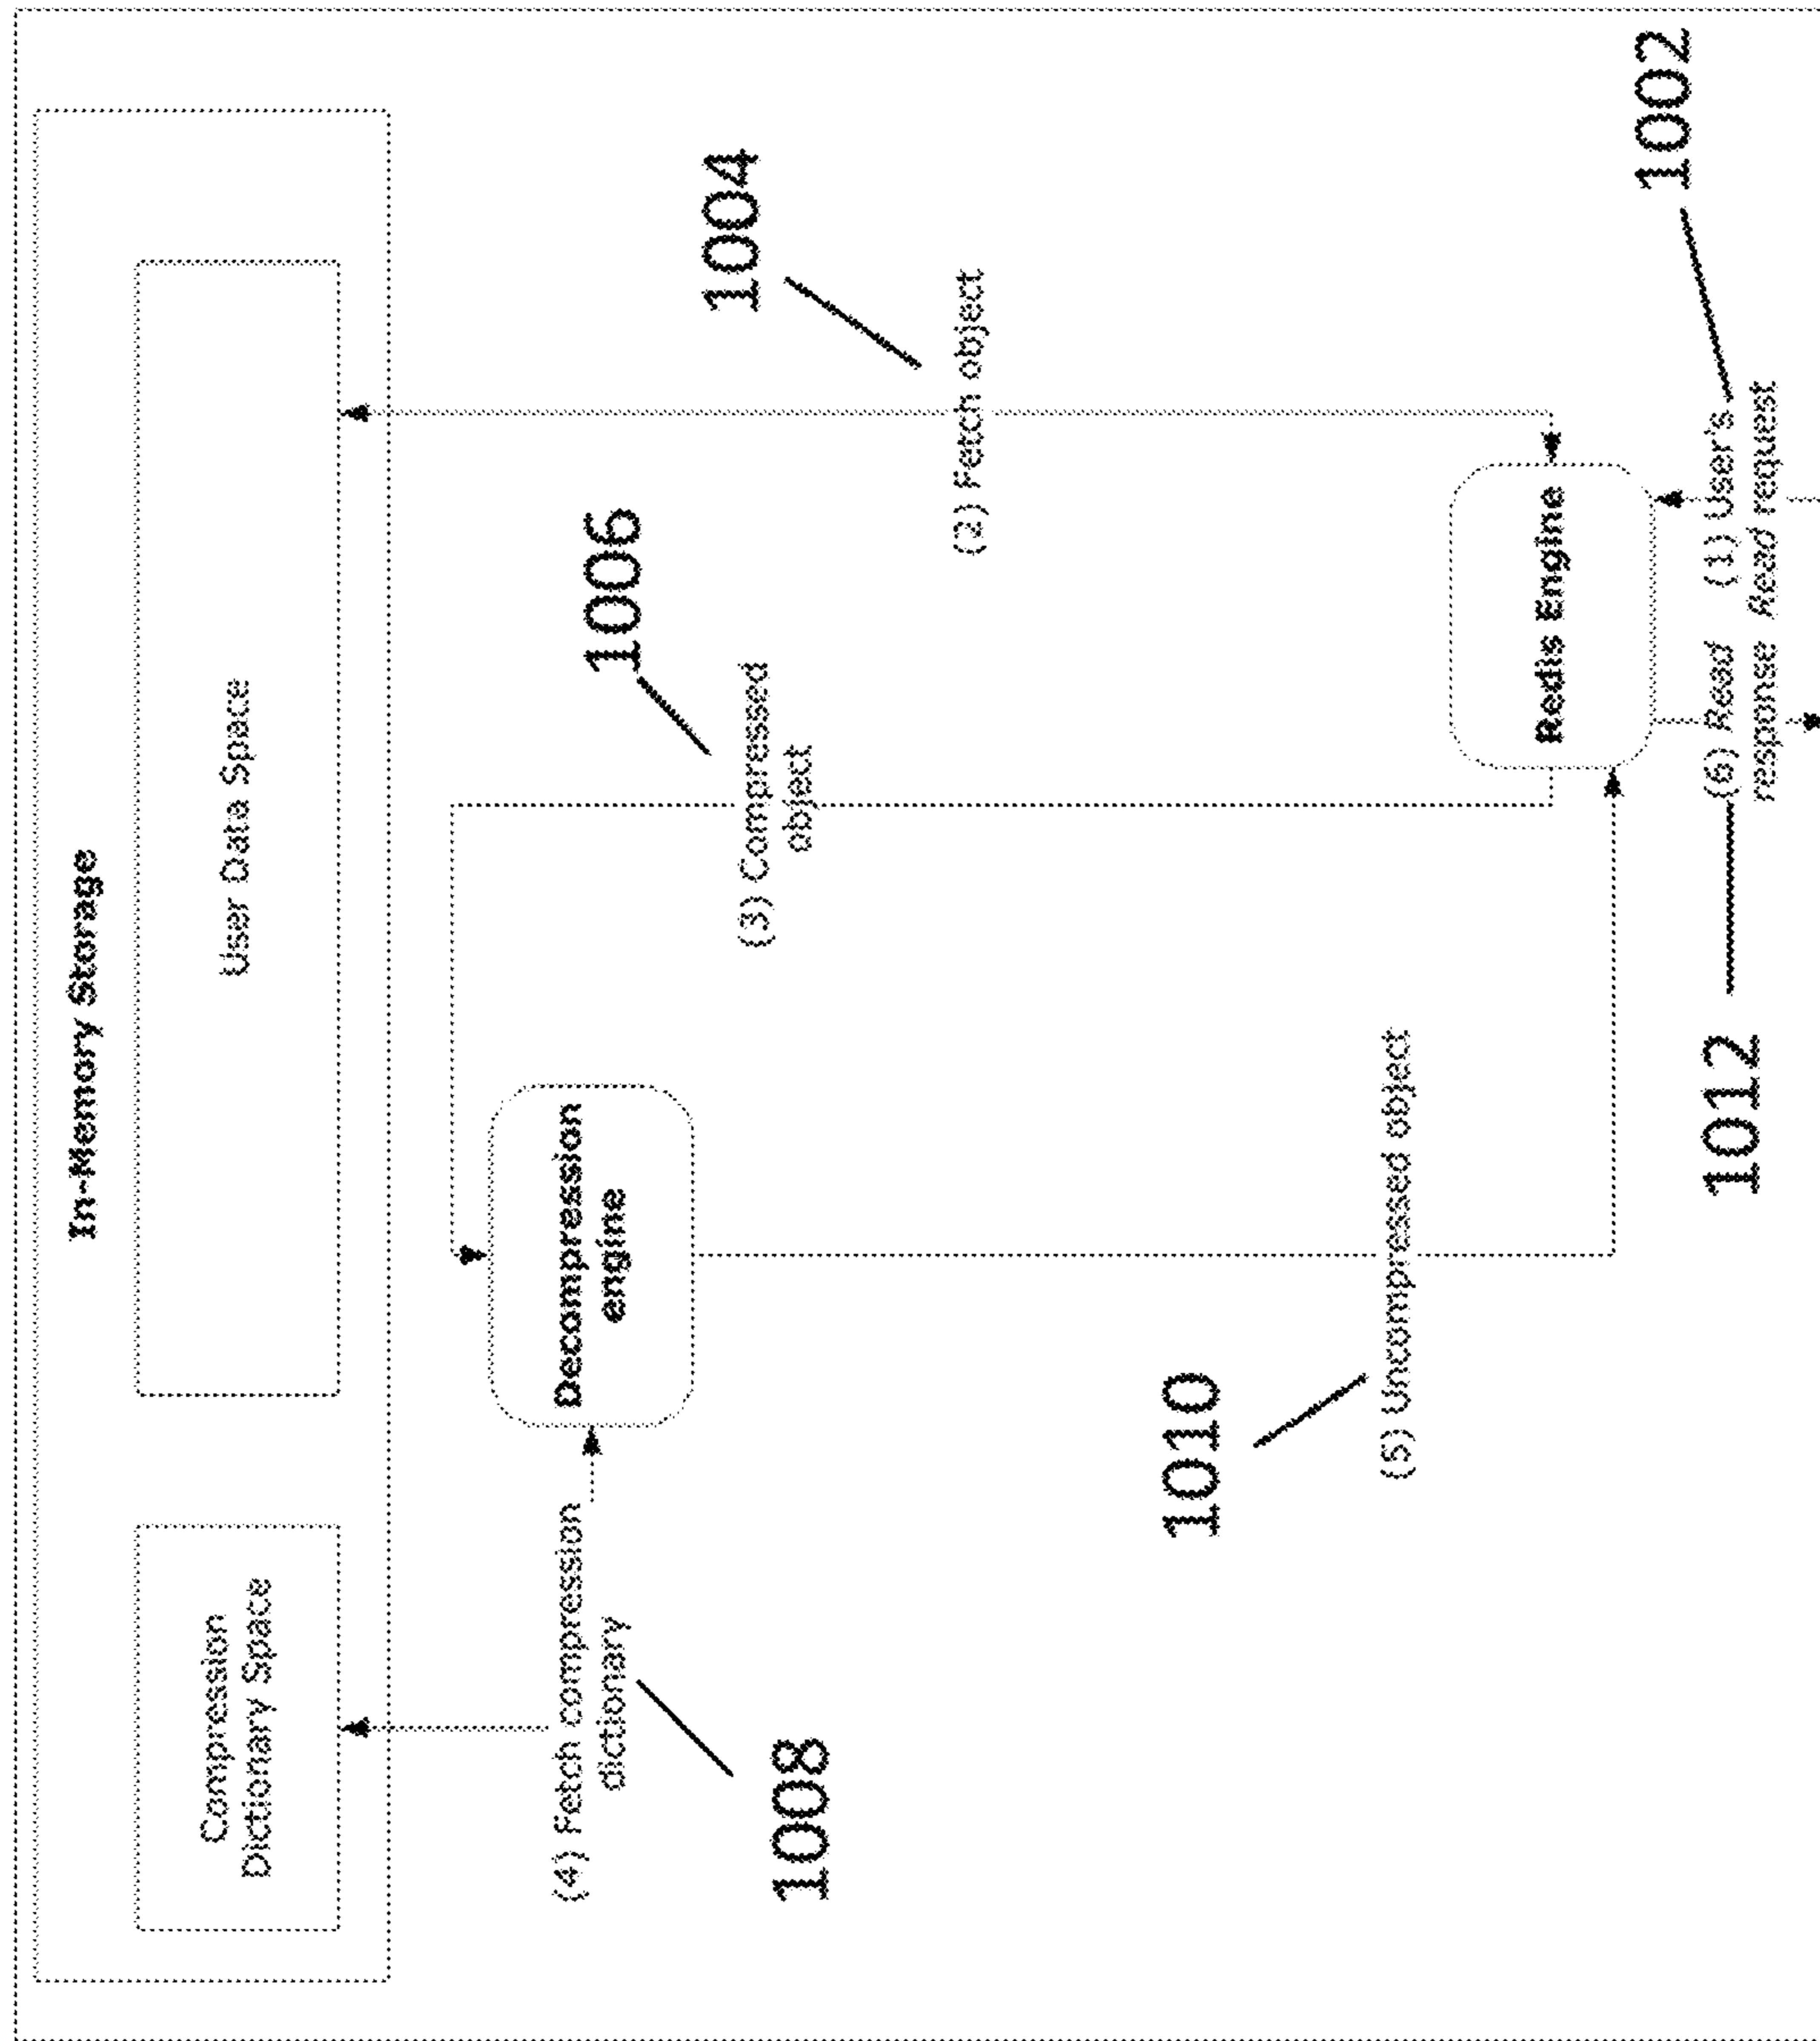 In-Memory Storage
Compression
Dictionary Space
User Data Space
(4) Fetch compression
dictionary
1008
Decompression
engine
1006
(3) Compressed
object
1004
(2) Fetch object
1010
(5) Uncompressed object
Redis Engine
1002
(6) Read
response
(1) User's
Read request
1012